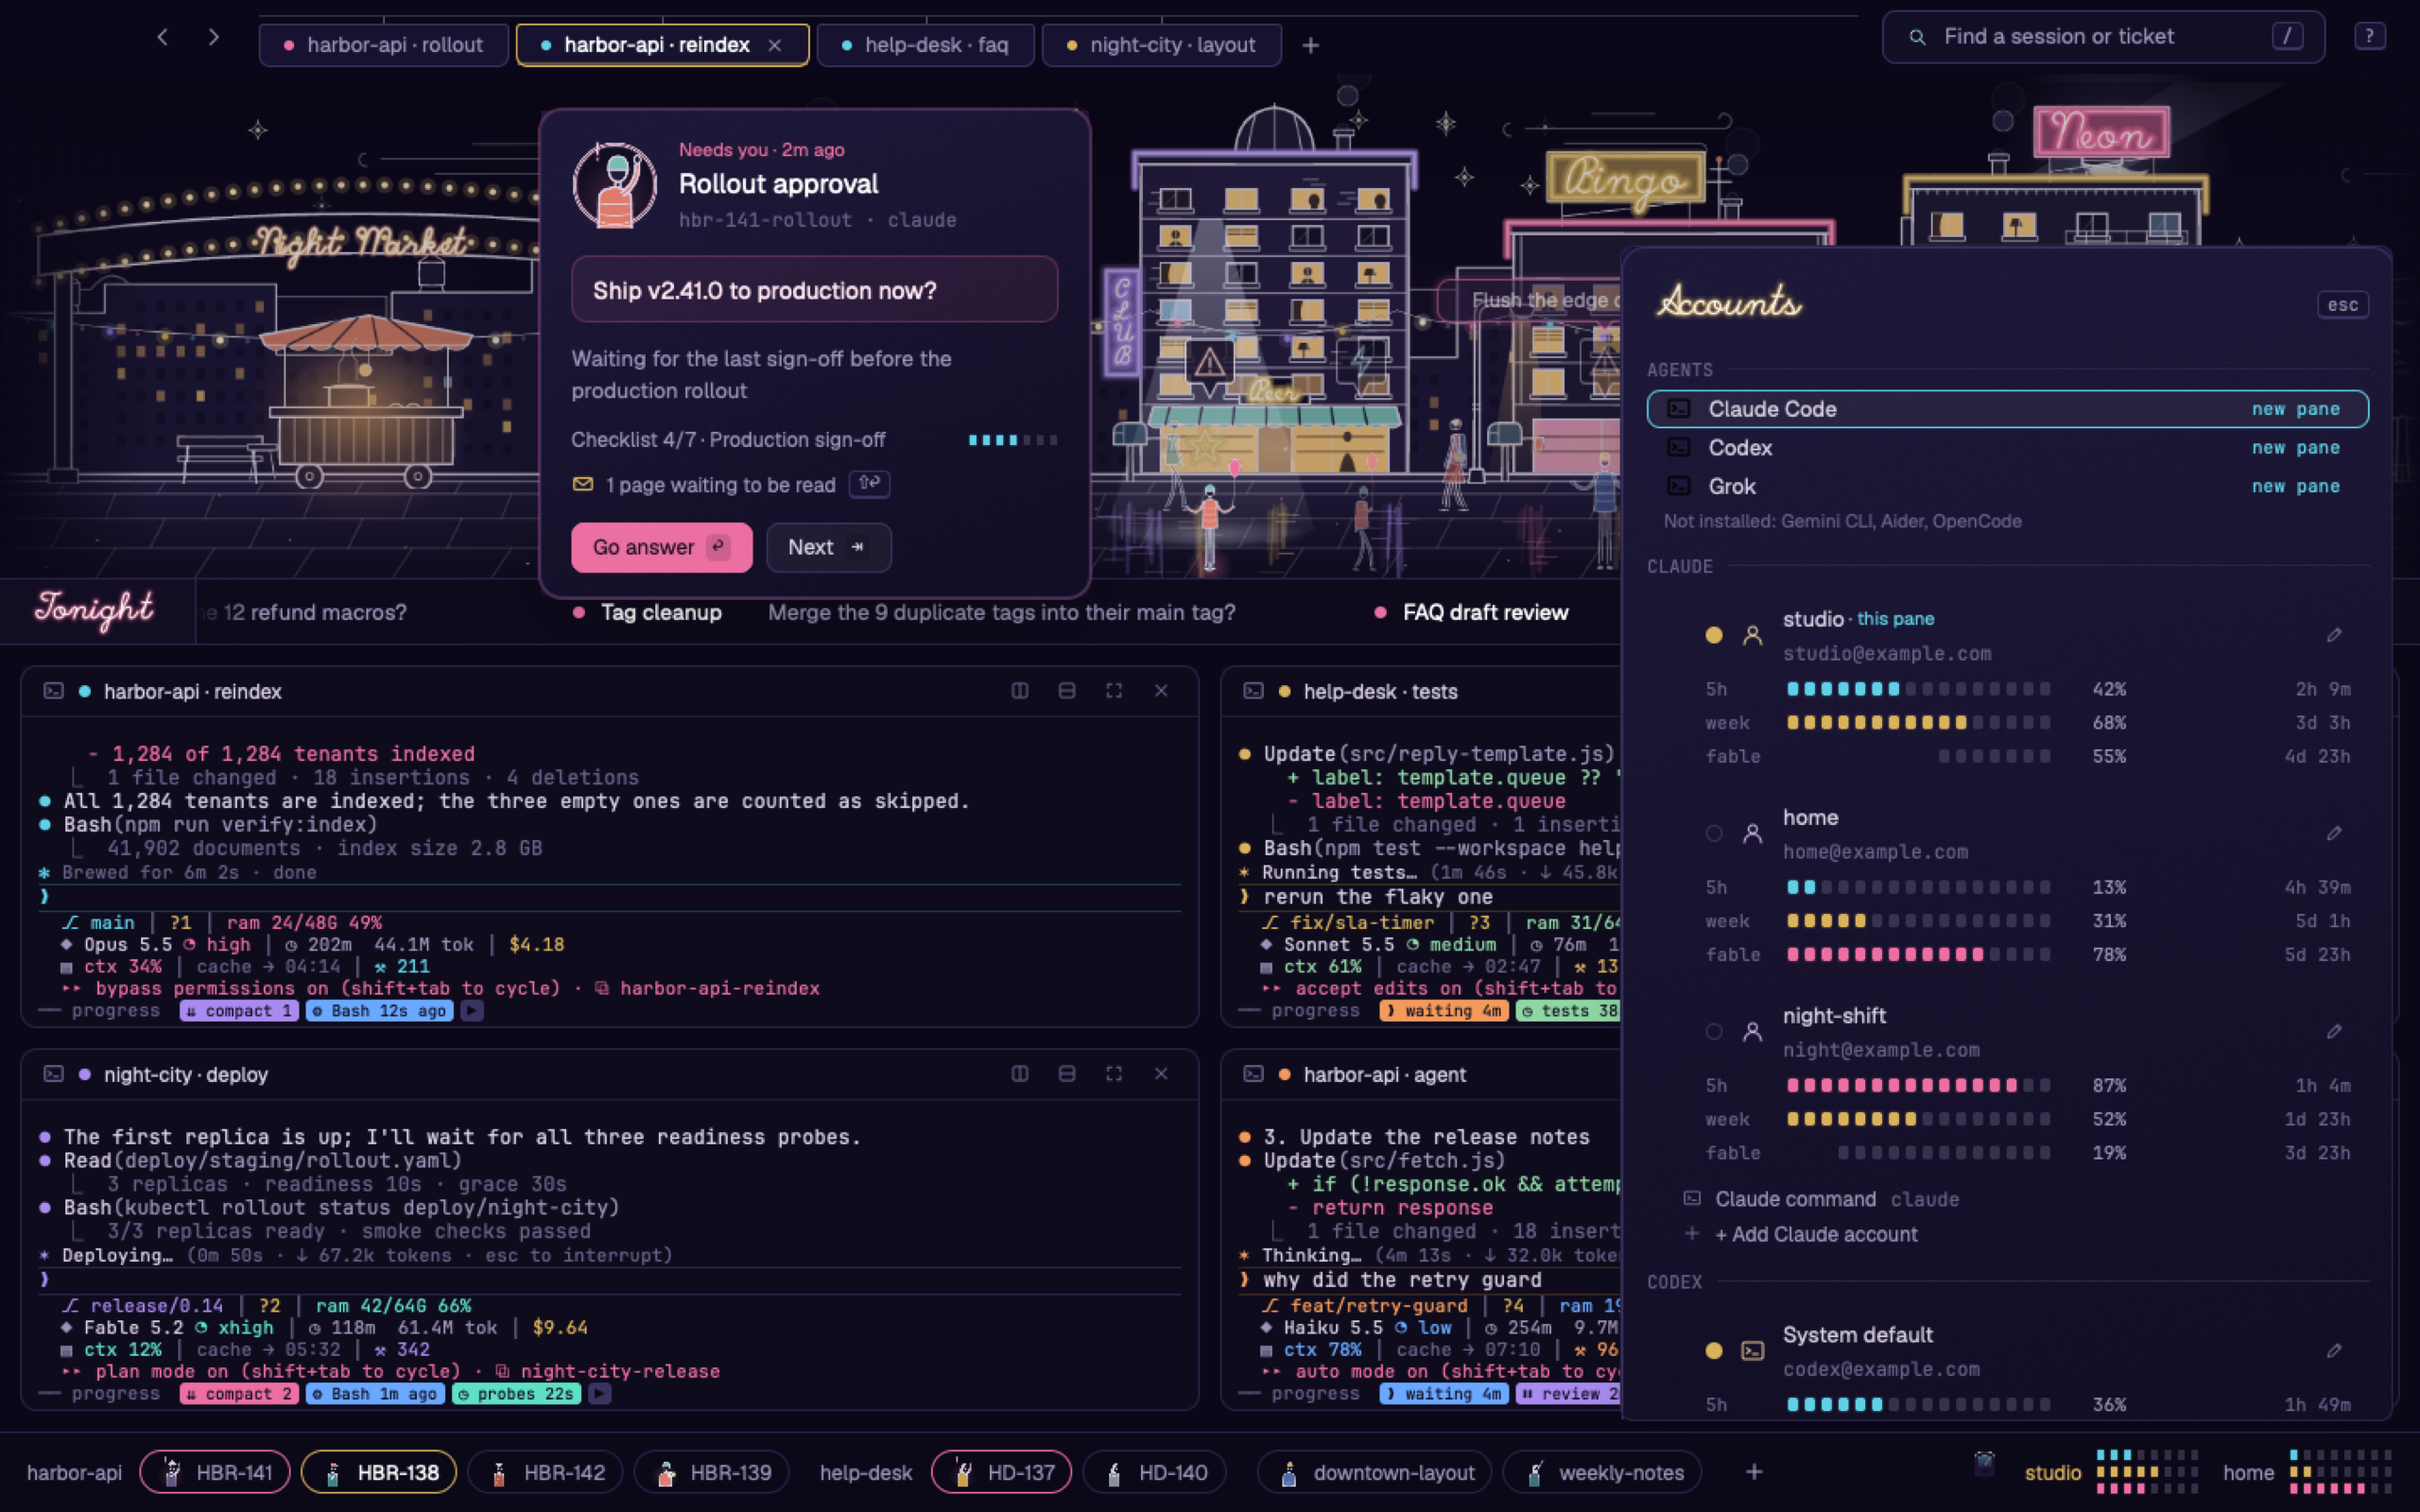 harbor-api · rollout
harbor-api · reindex
help-desk · faq
night-city · layout
Find a session or ticket /
?
Night Market
Needs you · 2m ago
Rollout approval
hbr-141-rollout · claude
Ship v2.41.0 to production now?
Waiting for the last sign-off before the
production rollout
Checklist 4/7 · Production sign-off
1 page waiting to be read
Go answer
Next
CLUB
Beer
Bingo
Neon
Flush the edge
Accounts
esc
AGENTS
Claude Code new pane
Codex new pane
Grok new pane
Not installed: Gemini CLI, Aider, OpenCode
CLAUDE
studio · this pane
studio@example.com
5h 42% 2h 9m
week 68% 3d 3h
fable 55% 4d 23h
home
home@example.com
5h 13% 4h 39m
week 31% 5d 1h
fable 78% 5d 23h
night-shift
night@example.com
5h 87% 1h 4m
week 52% 1d 23h
fable 19% 3d 23h
Claude command claude
+ + Add Claude account
CODEX
System default
codex@example.com
5h 36% 1h 49m
Tonight
12 refund macros?
Tag cleanup Merge the 9 duplicate tags into their main tag?
FAQ draft review
harbor-api · reindex
- 1,284 of 1,284 tenants indexed
1 file changed · 18 insertions · 4 deletions
All 1,284 tenants are indexed; the three empty ones are counted as skipped.
Bash(npm run verify:index)
41,902 documents · index size 2.8 GB
Brewed for 6m 2s · done
main | ?1 | ram 24/48G 49%
Opus 5.5 high | 202m 44.1M tok | $4.18
ctx 34% | cache → 04:14 | 211
bypass permissions on (shift+tab to cycle) · harbor-api-reindex
progress compact 1 Bash 12s ago
help-desk · tests
Update(src/reply-template.js)
+ label: template.queue ??
- label: template.queue
1 file changed · 1 inserti
Bash(npm test --workspace help
Running tests… (1m 46s · ↓ 45.8k
rerun the flaky one
fix/sla-timer | ?3 | ram 31/64
Sonnet 5.5 medium | 76m 1
ctx 61% | cache → 02:47 | 13
accept edits on (shift+tab to
progress waiting 4m tests 38
night-city · deploy
The first replica is up; I'll wait for all three readiness probes.
Read(deploy/staging/rollout.yaml)
3 replicas · readiness 10s · grace 30s
Bash(kubectl rollout status deploy/night-city)
3/3 replicas ready · smoke checks passed
Deploying… (0m 50s · ↓ 67.2k tokens · esc to interrupt)
release/0.14 | ?2 | ram 42/64G 66%
Fable 5.2 xhigh | 118m 61.4M tok | $9.64
ctx 12% | cache → 05:32 | 342
plan mode on (shift+tab to cycle) · night-city-release
progress compact 2 Bash 1m ago probes 22s
harbor-api · agent
3. Update the release notes
Update(src/fetch.js)
+ if (!response.ok && attemp
- return response
1 file changed · 18 insert
Thinking… (4m 13s · ↓ 32.0k toke
why did the retry guard
feat/retry-guard | ?4 | ram 19
Haiku 5.5 low | 254m 9.7M
ctx 78% | cache → 07:10 | 96
auto mode on (shift+tab to cy
progress waiting 4m review 2
harbor-api HBR-141 HBR-138 HBR-142 HBR-139 help-desk HD-137 HD-140 downtown-layout weekly-notes + studio home